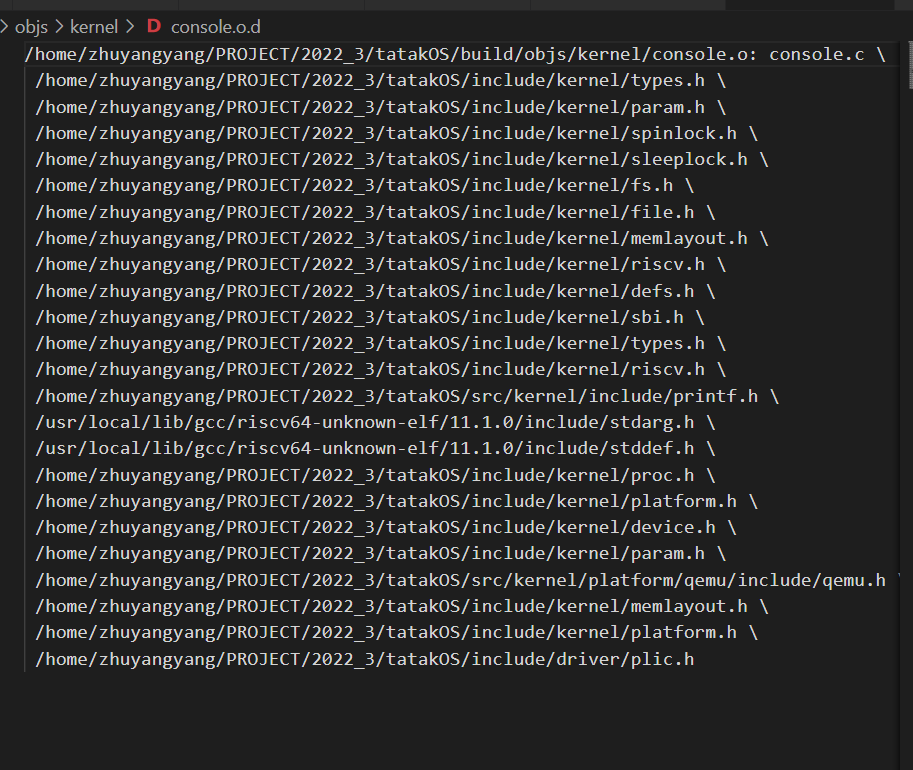 objs > kernel > D console.o.d
/home/zhuyangyang/PROJECT/2022_3/tatakOS/build/objs/kernel/console.o: console.c \
/home/zhuyangyang/PROJECT/2022_3/tatakOS/include/kernel/types.h \
/home/zhuyangyang/PROJECT/2022_3/tatakOS/include/kernel/param.h \
/home/zhuyangyang/PROJECT/2022_3/tatakOS/include/kernel/spinlock.h \
/home/zhuyangyang/PROJECT/2022_3/tatakOS/include/kernel/sleeplock.h \
/home/zhuyangyang/PROJECT/2022_3/tatakOS/include/kernel/fs.h \
/home/zhuyangyang/PROJECT/2022_3/tatakOS/include/kernel/file.h \
/home/zhuyangyang/PROJECT/2022_3/tatakOS/include/kernel/memlayout.h \
/home/zhuyangyang/PROJECT/2022_3/tatakOS/include/kernel/riscv.h \
/home/zhuyangyang/PROJECT/2022_3/tatakOS/include/kernel/defs.h \
/home/zhuyangyang/PROJECT/2022_3/tatakOS/include/kernel/sbi.h \
/home/zhuyangyang/PROJECT/2022_3/tatakOS/include/kernel/types.h \
/home/zhuyangyang/PROJECT/2022_3/tatakOS/include/kernel/riscv.h \
/home/zhuyangyang/PROJECT/2022_3/tatakOS/src/kernel/include/printf.h \
/usr/local/lib/gcc/riscv64-unknown-elf/11.1.0/include/stdarg.h \
/usr/local/lib/gcc/riscv64-unknown-elf/11.1.0/include/stddef.h \
/home/zhuyangyang/PROJECT/2022_3/tatakOS/include/kernel/proc.h \
/home/zhuyangyang/PROJECT/2022_3/tatakOS/include/kernel/platform.h \
/home/zhuyangyang/PROJECT/2022_3/tatakOS/include/kernel/device.h \
/home/zhuyangyang/PROJECT/2022_3/tatakOS/include/kernel/param.h \
/home/zhuyangyang/PROJECT/2022_3/tatakOS/src/kernel/platform/qemu/include/qemu.h \
/home/zhuyangyang/PROJECT/2022_3/tatakOS/include/kernel/memlayout.h \
/home/zhuyangyang/PROJECT/2022_3/tatakOS/include/kernel/platform.h \
/home/zhuyangyang/PROJECT/2022_3/tatakOS/include/driver/plic.h